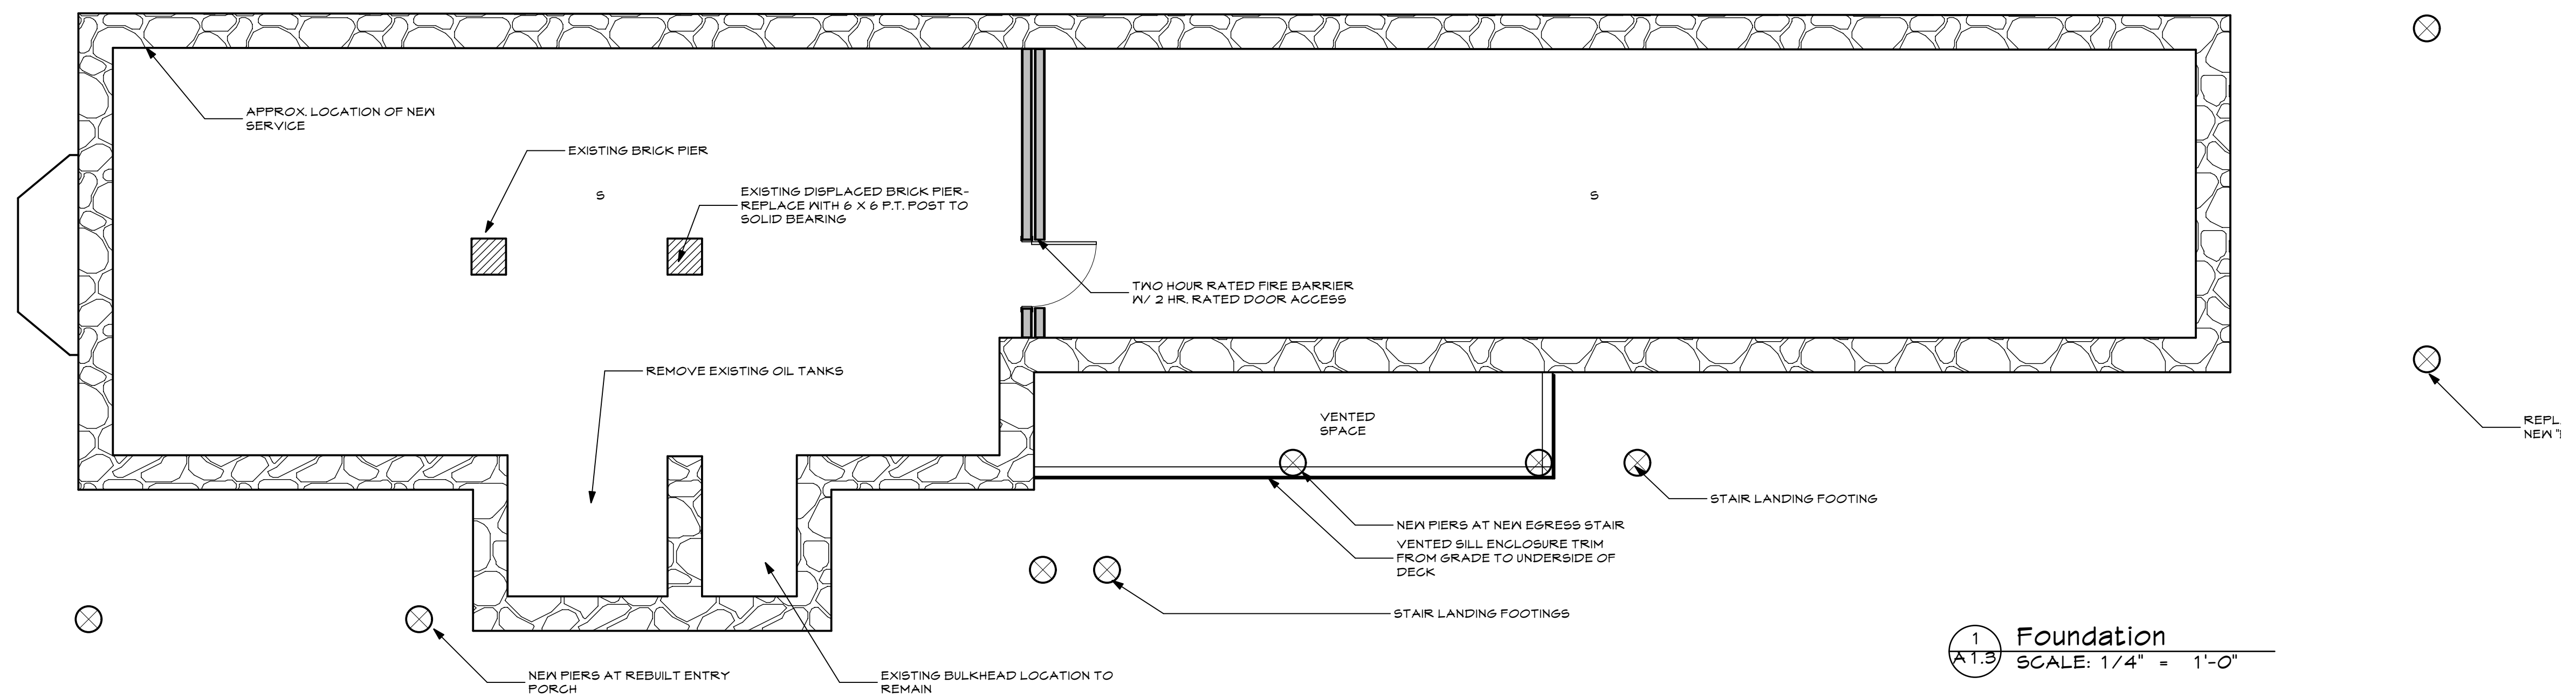 APPROX. LOCATION OF NEW
SERVICE
EXISTING BRICK PIER
S
EXISTING DISPLACED BRICK PIER-
REPLACE WITH 6 X 6 P.T. POST TO
SOLID BEARING
S
TWO HOUR RATED FIRE BARRIER
W/ 2 HR. RATED DOOR ACCESS
REMOVE EXISTING OIL TANKS
VENTED
SPACE
REPL
NEW "
STAIR LANDING FOOTING
NEW PIERS AT NEW EGRESS STAIR
VENTED SILL ENCLOSURE TRIM
FROM GRADE TO UNDERSIDE OF
DECK
STAIR LANDING FOOTINGS
NEW PIERS AT REBUILT ENTRY
PORCH
EXISTING BULKHEAD LOCATION TO
REMAIN
1
A1.3
Foundation
SCALE: 1/4" = 1'-0"